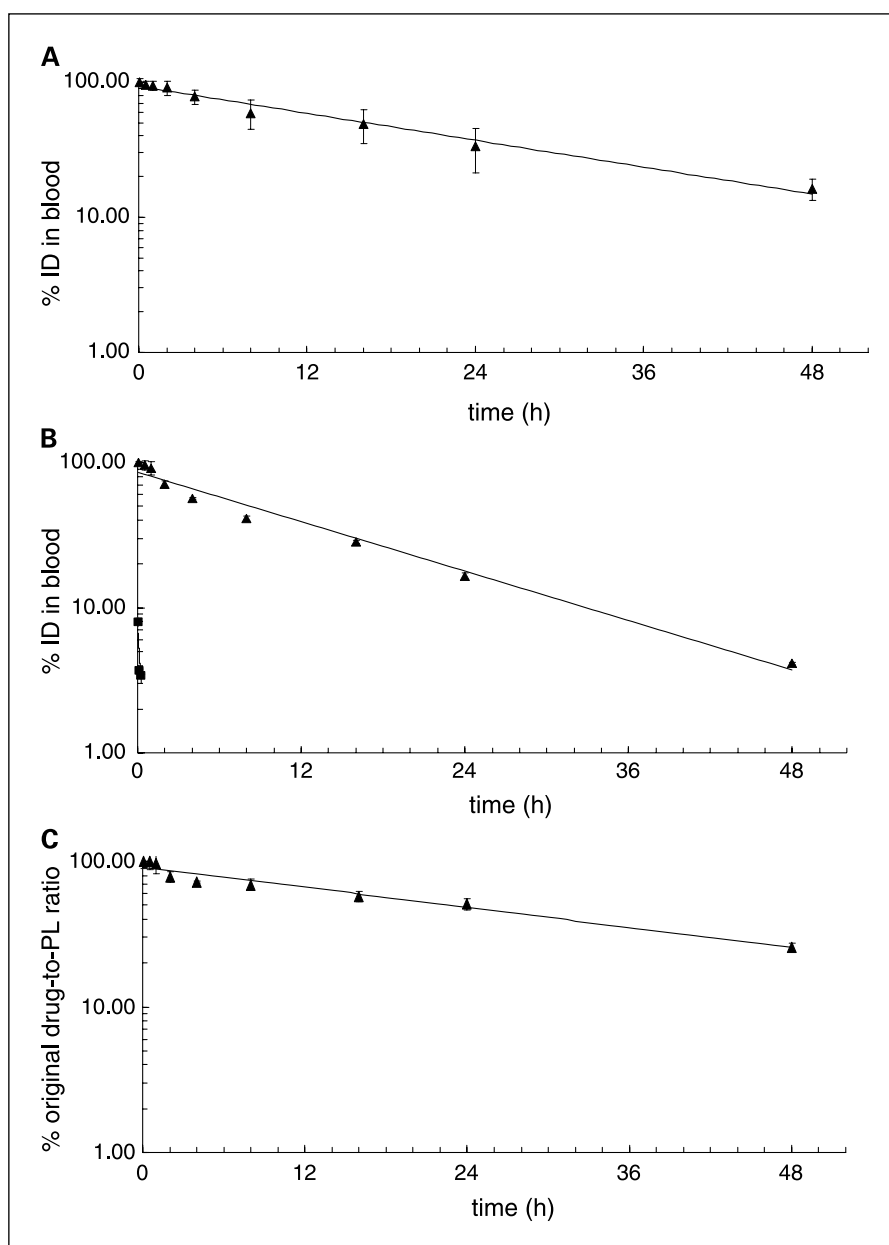 A
100.00
10.00
1.00
% ID in blood
0 12 24 36 48
time (h)
B
100.00
10.00
1.00
% ID in blood
0 12 24 36 48
time (h)
C
100.00
10.00
1.00
% original drug-to-PL ratio
0 12 24 36 48
time (h)